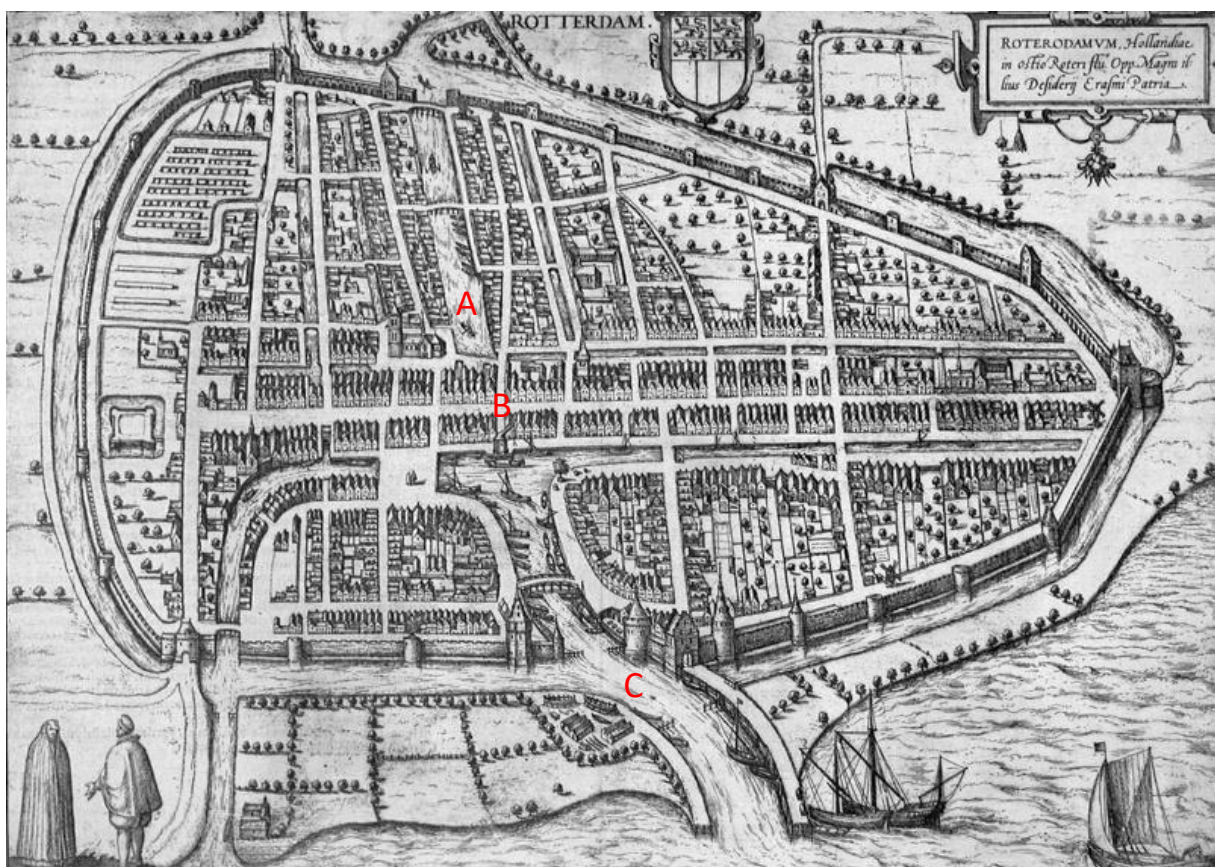 ROTTERDAM.
ROTERODAMVM, Hollandiae
in ostio Roteri flu. Opp. Magni il
lius Desiderij Erasmi Patria
A
B
C